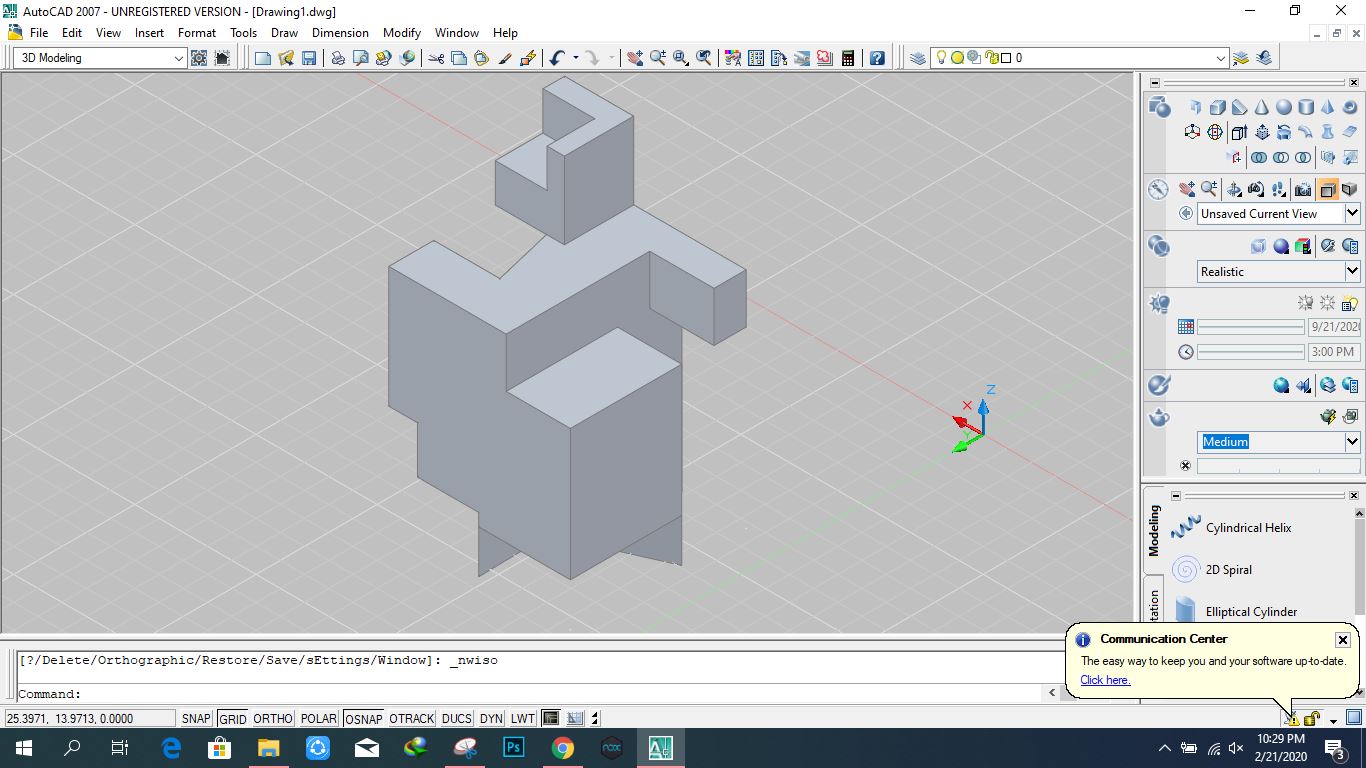 AutoCAD 2007 - UNREGISTERED VERSION - [Drawing1.dwg]
File Edit View Insert Format Tools Draw Dimension Modify Window Help
3D Modeling
0
Unsaved Current View
Realistic
9/21/202
3:00 PM
Medium
X
Z
Y
Modeling
Cylindrical Helix
2D Spiral
Elliptical Cylinder
tation
Communication Center
The easy way to keep you and your software up-to-date.
Click here.
[?/Delete/Orthographic/Restore/Save/sEttings/Window]: _nwiso
Command:
25.3971, 13.9713, 0.0000
SNAP GRID ORTHO POLAR OSNAP OTRACK DUCS DYN LWT
Ps
nox
10:29 PM
2/21/2020
3